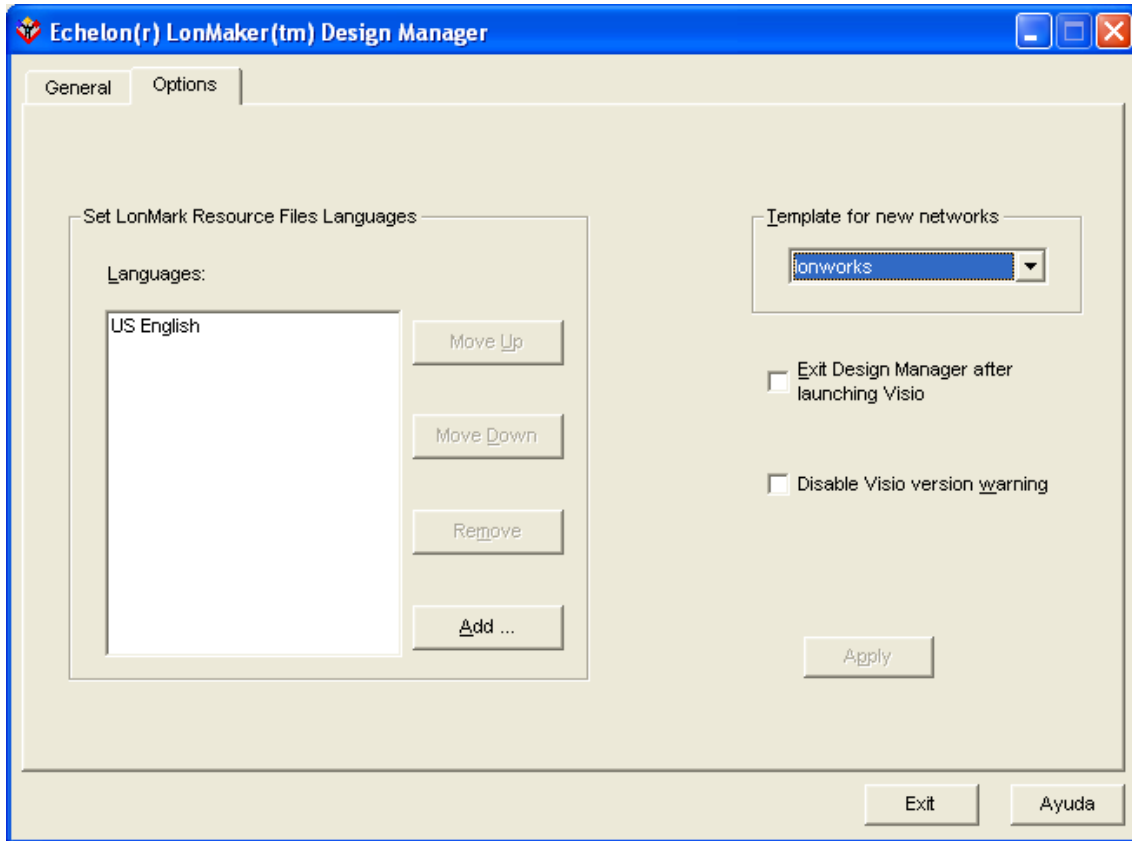 Echelon(r) LonMaker(tm) Design Manager
General Options
Set LonMark Resource Files Languages
Template for new networks
onworks
Languages:
US English
Move Up
Exit Design Manager after
launching Visio
Move Down
Disable Visio version warning
Remove
Add ...
Apply
Exit Ayuda